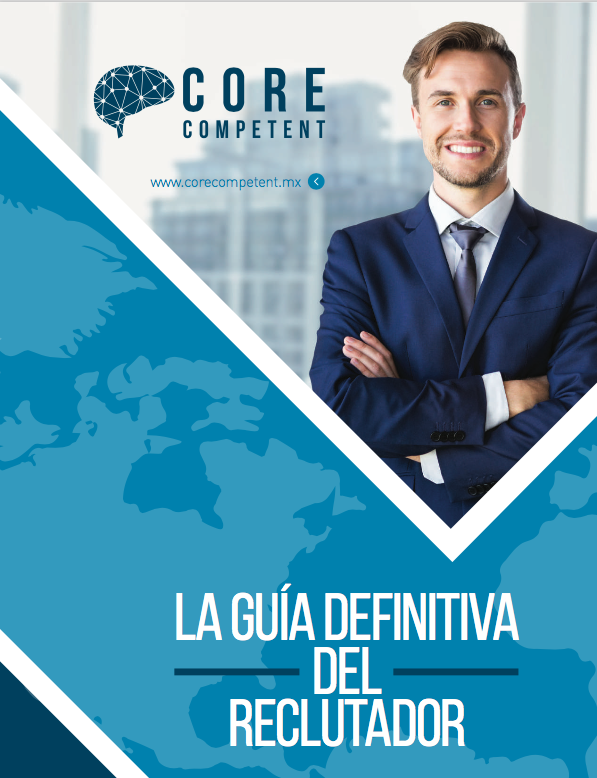 CORE
COMPETENT
www.corecompetent.mx
LA GUÍA DEFINITIVA
DEL
RECLUTADOR